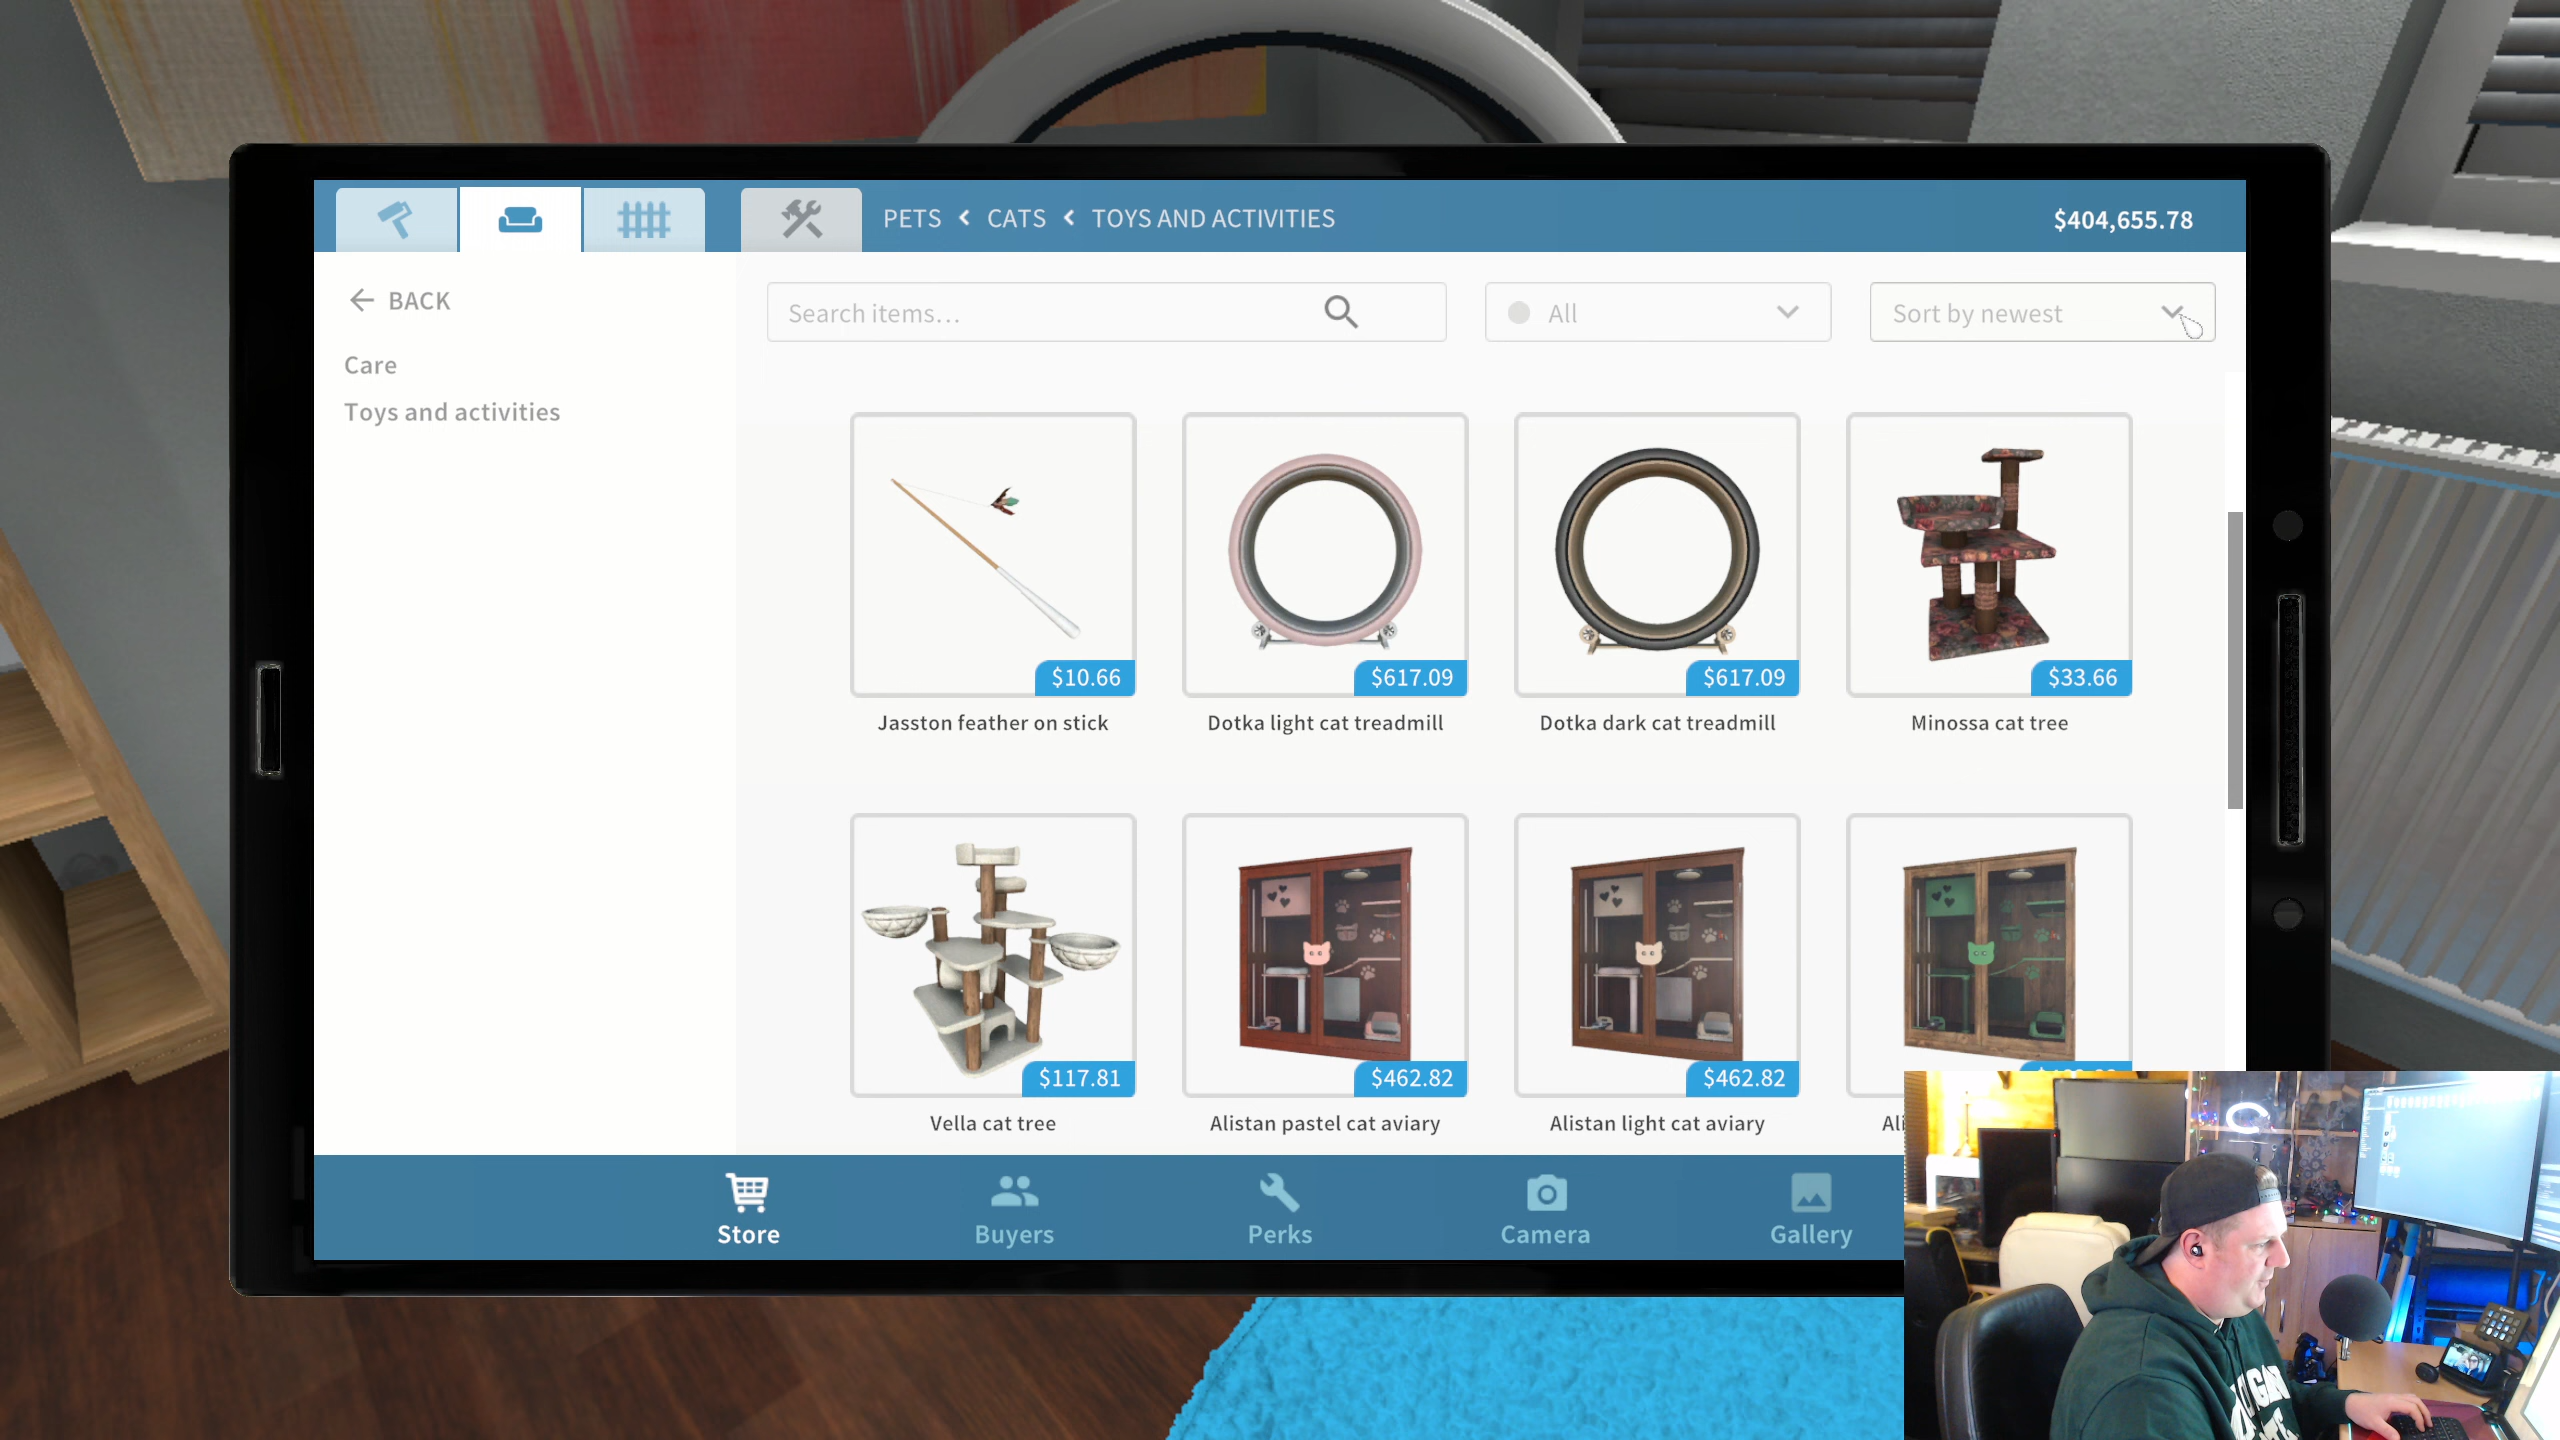 PETS < CATS < TOYS AND ACTIVITIES
$404,655.78
BACK
Search items...
All
Sort by newest
Care
Toys and activities
$10.66
$617.09
$617.09
$33.66
Jasston feather on stick
Dotka light cat treadmill
Dotka dark cat treadmill
Minossa cat tree
$117.81
$462.82
$462.82
Vella cat tree
Alistan pastel cat aviary
Alistan light cat aviary
Store
Buyers
Perks
Camera
Gallery